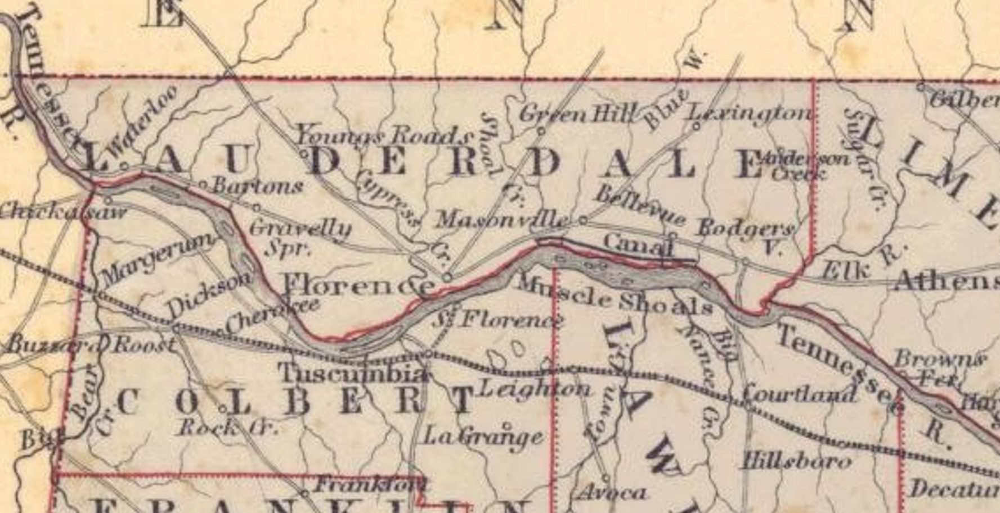 E N N
Tennessee
R.
Waterloo
W.
Blue
Green Hill
Lexington
Gilber
Youngs Roads
Shoal
Cr.
LAUDERDALE
Anderson
Creek
Sugar Cr.
LIME
Bartons
Cypress
Cr.
Bellevue
Chickasaw
Masonville
Rodgers
V.
Gravelly
Spr.
Canal
Margerum
Elk R.
Athens
Florence
Muscle Shoals
Dickson
Cherokee
St. Florence
Buzzard Roost
Tennessee
R.
Nance
Big
Cr.
Browns
Fer.
Tuscumbia
Leighton
Courtland
COLBERT
LAW
Town
Cr.
Bear
Cr.
Big
Rock Cr.
La Grange
Hillsboro
Frankfort
Avoca
Decatur
FRANKLIN